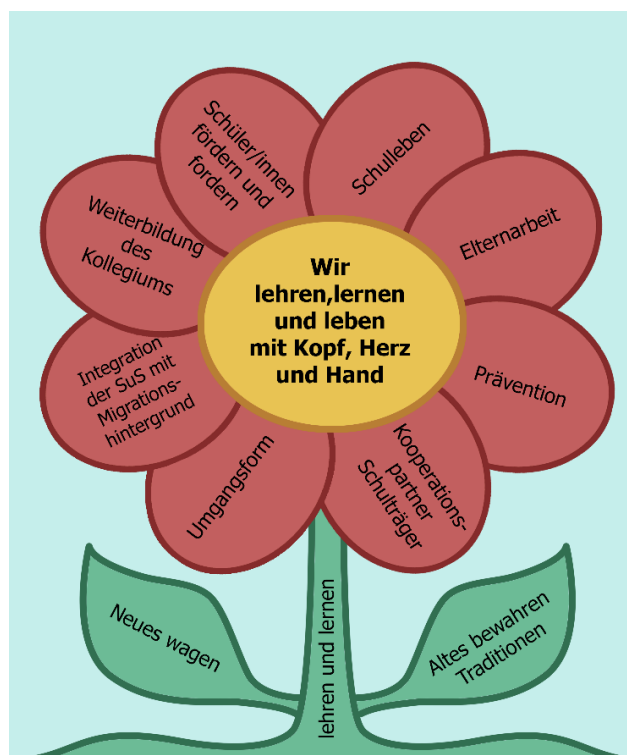 Schüler/innen
fördern und
fordern
Schulleben
Weiterbildung
des
Kollegiums
Elternarbeit
Wir
lehren,lernen
und leben
mit Kopf, Herz
und Hand
Integration
der SuS mit
Migrations-
hintergrund
Prävention
Umgangsform
Kooperations-
partner
Schulträger
Neues wagen
lehren und lernen
Altes bewahren
Traditionen